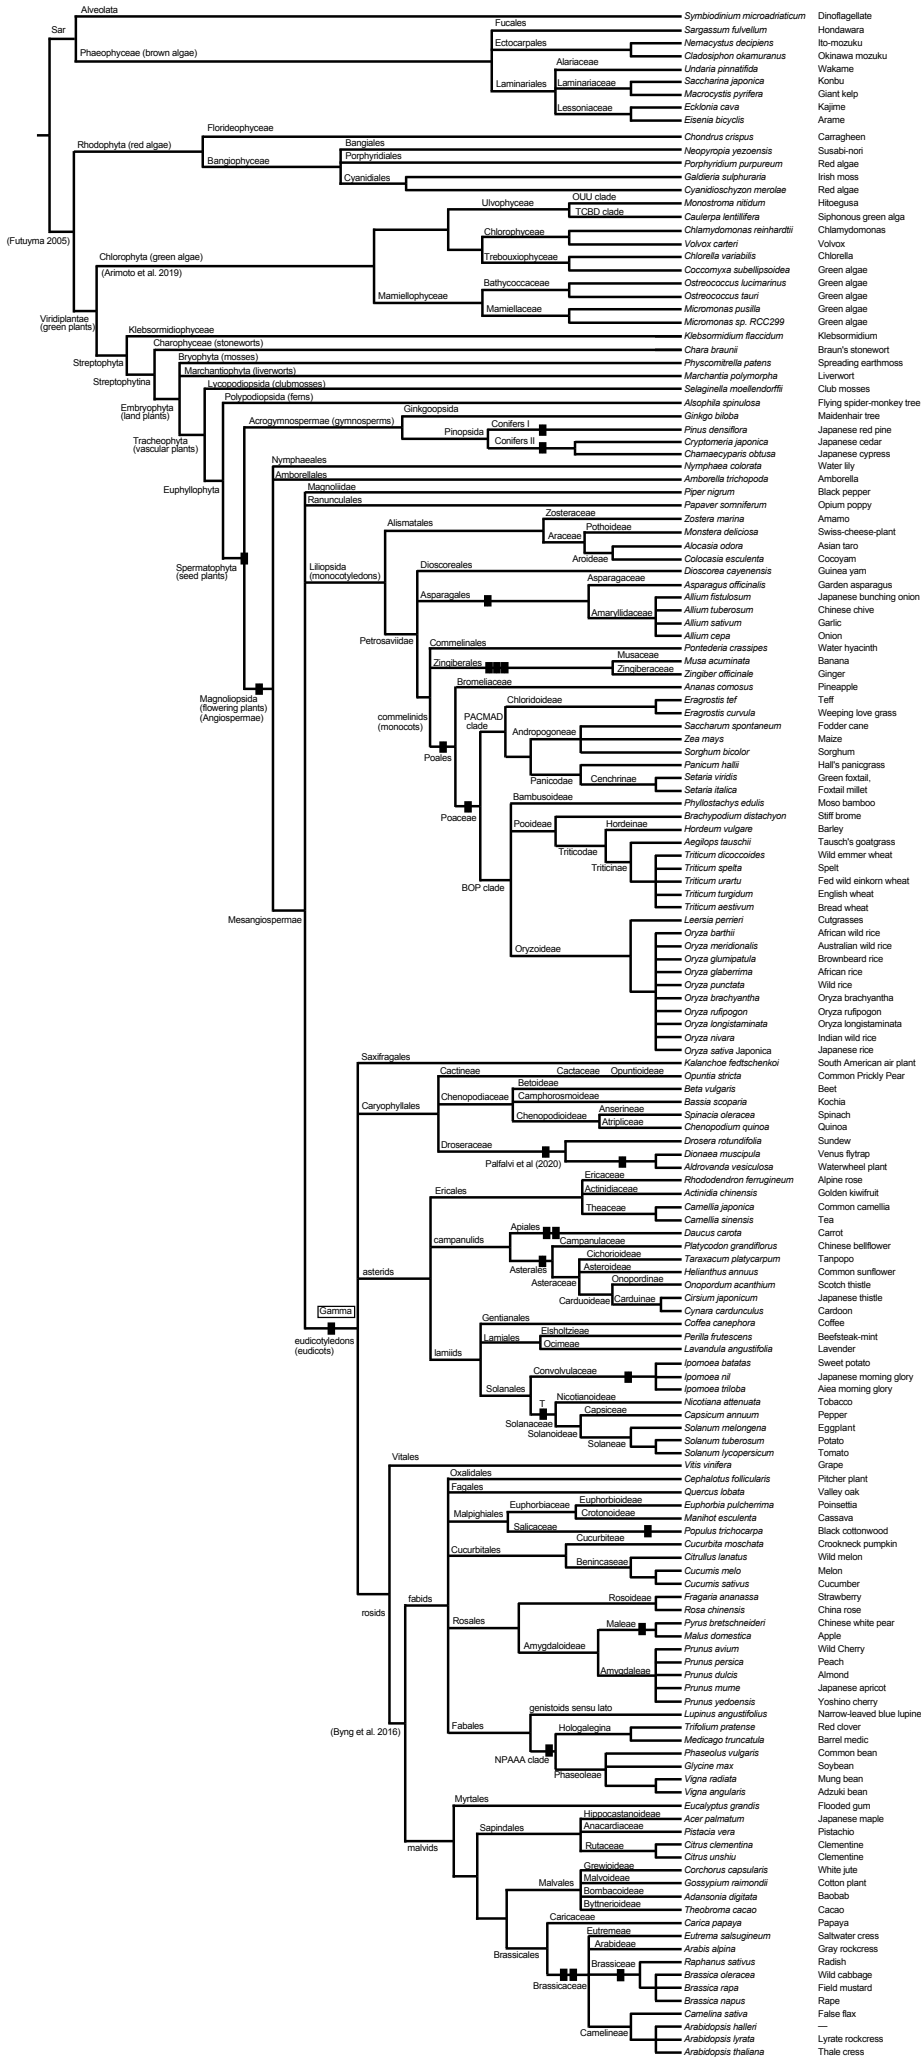 Alveolata Symbiodinium microadriaticum Dinoflagellate
Sar Fucales Sargassum fulvellum Hondawara
Ectocarpales Nemacystus decipiens Ito-mozuku
Phaeophyceae (brown algae) Cladosiphon okamuranus Okinawa mozuku
Alariaceae Undaria pinnatifida Wakame
Laminariales Laminariaceae Saccharina japonica Konbu
Macrocystis pyrifera Giant kelp
Lessoniaceae Ecklonia cava Kajime
Eisenia bicyclis Arame
Florideophyceae Chondrus crispus Carragheen
Rhodophyta (red algae) Bangiales Neopyropia yezoensis Susabi-nori
Bangiophyceae Porphyridiales Porphyridium purpureum Red algae
Cyanidiales Galdieria sulphuraria Irish moss
Cyanidioschyzon merolae Red algae
Ulvophyceae OUU clade Monostroma nitidum Hitoegusa
TCBD clade Caulerpa lentillifera Siphonous green alga
(Futuyma 2005) Chlorophyceae Chlamydomonas reinhardtii Chlamydomonas
Volvox carteri Volvox
Chlorophyta (green algae) Trebouxiophyceae Chlorella variabilis Chlorella
(Arimoto et al. 2019) Coccomyxa subellipsoidea Green algae
Bathycoccaceae Ostreococcus lucimarinus Green algae
Mamiellophyceae Ostreococcus tauri Green algae
Mamiellaceae Micromonas pusilla Green algae
Viridiplantae
(green plants) Micromonas sp. RCC299 Green algae
Klebsormidiophyceae Klebsormidium flaccidum Klebsormidium
Charophyceae (stoneworts) Chara braunii Braun's stonewort
Streptophyta Bryophyta (mosses) Physcomitrella patens Spreading earthmoss
Marchantiophyta (liverworts) Marchantia polymorpha Liverwort
Streptophytina Lycopodiopsida (clubmosses) Selaginella moellendorffii Club mosses
Embryophyta
(land plants) Polypodiopsida (ferns) Alsophila spinulosa Flying spider-monkey tree
Acrogymnospermae (gymnosperms) Ginkgoopsida Ginkgo biloba Maidenhair tree
Pinopsida Conifers I Pinus densiflora Japanese red pine
Tracheophyta
(vascular plants) Conifers II Cryptomeria japonica Japanese cedar
Chamaecyparis obtusa Japanese cypress
Nymphaeales Nymphaea colorata Water lily
Amborellales Amborella trichopoda Amborella
Euphyllophyta Magnoliidae Piper nigrum Black pepper
Ranunculales Papaver somniferum Opium poppy
Alismatales Zosteraceae Zostera marina Amamo
Araceae Pothoideae Monstera deliciosa Swiss-cheese-plant
Alocasia odora Asian taro
Aroideae Colocasia esculenta Cocoyam
Spermatophyta
(seed plants)
Liliopsida
(monocotyledons) Dioscoreales Dioscorea cayensis Guinea yam
Asparagaceae Asparagus officinalis Garden asparagus
Asparagales Allium fistulosum Japanese bunching onion
Amaryllidaceae Allium tuberosum Chinese chive
Allium sativum Garlic
Petrosaviidae Allium cepa Onion
Commelinales Pontederia crassipes Water hyacinth
Zingiberales Musaceae Musa acuminata Banana
Zingiberaceae Zingiber officinale Ginger
Bromeliaceae Ananas comosus Pineapple
Magnoliopsida
(flowering plants)
(Angiospermae)
commelinids
(monocots) PACMAD
clade Chloridoideae Eragrostis tef Teff
Eragrostis curvula Weeping love grass
Saccharum spontaneum Fodder cane
Andropogoneae Zea mays Maize
Poales Sorghum bicolor Sorghum
Panicum hallii Hall's panicgrass
Panicodae Cenchrinae Setaria viridis Green foxtail,
Setaria italica Foxtail millet
Bambusoideae Phyllostachys edulis Moso bamboo
Poaceae Brachypodium distachyon Stiff brome
Pooideae Hordeinae Hordeum vulgare Barley
Aegilops tauschii Tausch's goatgrass
Triticodae Triticum dicoccoides Wild emmer wheat
Triticinae Triticum spelta Spelt
BOP clade Triticum urartu Fed wild einkorn wheat
Triticum turgidum English wheat
Triticum aestivum Bread wheat
Mesangiospermae Leersia perrieri Cutgrasses
Oryza barthii African wild rice
Oryzoideae Oryza meridionalis Australian wild rice
Oryza glumipatula Brownbeard rice
Oryza glaberrima African rice
Oryza punctata Wild rice
Oryza brachyantha Oryza brachyantha
Oryza rufipogon Oryza rufipogon
Oryza longistaminata Oryza longistaminata
Oryza nivara Indian wild rice
Oryza sativa Japonica Japanese rice
Saxifragales Kalanchoe fedtschenkoi South American air plant
Cactineae Cactaceae Opuntioideae Opuntia stricta Common Prickly Pear
Betoideae Beta vulgaris Beet
Chenopodiaceae Camphorosmoideae Bassia scoparia Kochia
Caryophyllales Chenopodioideae Anserineae Spinacia oleracea Spinach
Atripliceae Chenopodium quinoa Quinoa
Droseraceae Drosera rotundifolia Sundew
Palfalvi et al (2020) Dionaea muscipula Venus flytrap
Aldrovanda vesiculosa Waterwheel plant
Ericales Ericaceae Rhododendron ferrugineum Alpine rose
Actinidiaceae Actinidia chinensis Golden kiwifruit
Theaceae Camellia japonica Common camellia
Camellia sinensis Tea
Apiales Daucus carota Carrot
campanulids Campanulaceae Platycodon grandiflorus Chinese bellflower
Asterales Cichorioideae Taraxacum platycarpum Tanpopo
asterids Asteroideae Helianthus annuus Common sunflower
Asteraceae Onopordinae Onopordum acanthium Scotch thistle
Carduoideae Carduinae Cirsium japonicum Japanese thistle
Gamma Cynara cardunculus Cardoon
Gentianales Coffea canephora Coffee
eudicotyledons
(eudicots) Lamiales Elsholtzieae Perilla frutescens Beefsteak-mint
lamiids Ocimeae Lavandula angustifolia Lavender
Convolvulaceae Ipomoea batatas Sweet potato
Ipomoea nil Japanese morning glory
Solanales Ipomoea triloba Aiea morning glory
T Nicotianoideae Nicotiana attenuata Tobacco
Solanaceae Capsiceae Capsicum annuum Pepper
Solanoideae Solanum melongena Eggplant
Solaneae Solanum tuberosum Potato
Solanum lycopersicum Tomato
Vitales Vitis vinifera Grape
Oxalidales Cephalotus follicularis Pitcher plant
Fagales Quercus lobata Valley oak
Malpighiales Euphorbiaceae Euphorbioideae Euphorbia pulcherrima Poinsettia
Crotonoideae Manihot esculenta Cassava
Salicaceae Populus trichocarpa Black cottonwood
Cucurbitales Cucurbiteae Cucurbita moschata Crookneck pumpkin
Benincaseae Citrullus lanatus Wild melon
Cucumis melo Melon
Cucumis sativus Cucumber
rosids fabids Rosoideae Fragaria ananassa Strawberry
Rosa chinensis China rose
Rosales Maleae Pyrus bretschneideri Chinese white pear
Malus domestica Apple
Amygdaloideae Prunus avium Wild Cherry
Prunus persica Peach
Amygdaleae Prunus dulcis Almond
Prunus mume Japanese apricot
Prunus yedoensis Yoshino cherry
genistoids sensu lato Lupinus angustifolius Narrow-leaved blue lupine
(Byng et al. 2016) Fabales Hologalegina Trifolium pratense Red clover
Medicago truncatula Barrel medic
NPAAA clade Phaseolus vulgaris Common bean
Phaseoleae Glycine max Soybean
Vigna radiata Mung bean
Vigna angularis Adzuki bean
Myrtales Eucalyptus grandis Flooded gum
Hippocastanoideae Acer palmatum Japanese maple
Sapindales Anacardiaceae Pistacia vera Pistachio
malvids Rutaceae Citrus clementina Clementine
Citrus unshiu Clementine
Grewioideae Corchorus capsularis White jute
Malvales Malvoideae Gossypium raimondii Cotton plant
Bombacoideae Adansonia digitata Baobab
Byttnerioideae Theobroma cacao Cacao
Caricaceae Carica papaya Papaya
Eutremeae Eutrema salsugineum Saltwater cress
Brassicales Arabideae Arabis alpina Gray rockcress
Brassiceae Raphanus sativus Radish
Brassicaceae Brassica oleracea Wild cabbage
Brassica rapa Field mustard
Brassica napus Rape
Camelina sativa False flax
Camelineae Arabidopsis halleri —
Arabidopsis lyrata Lyrate rockcress
Arabidopsis thaliana Thale cress